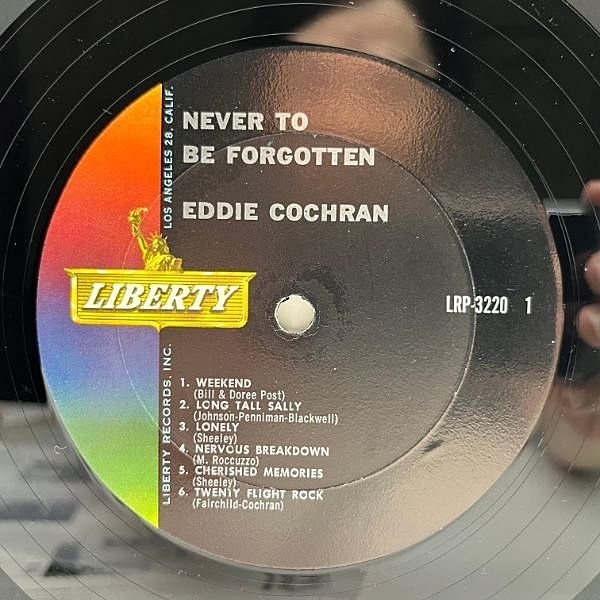 NEVER TO
BE FORGOTTEN
EDDIE COCHRAN
LOS ANGELES 28, CALIF.
LIBERTY
LRP-3220 1
LIBERTY RECORDS, INC.
1. WEEKEND
(Bill & Doree Post)
2. LONG TALL SALLY
(Johnson-Penniman-Blackwell)
3. LONELY
(Sheeley)
4. NERVOUS BREAKDOWN
(M. Roccuzzo)
5. CHERISHED MEMORIES
(Sheeley)
6. TWENTY FLIGHT ROCK
(Fairchild-Cochran)